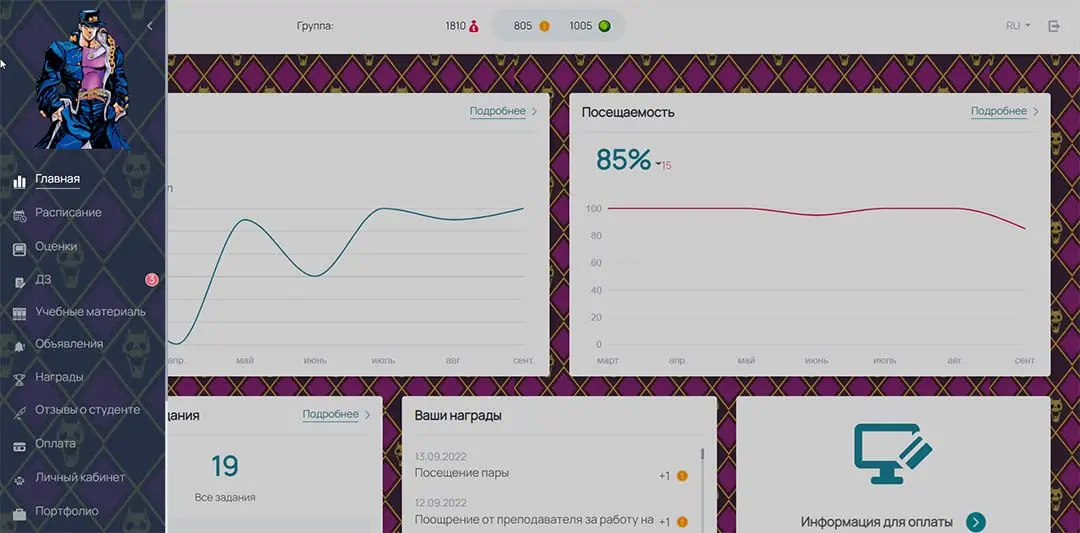 Группа:
1810
805
1005
RU
Главная
Расписание
Оценки
ДЗ
3
Учебные материаль
Объявления
Награды
Отзывы о студенте
Оплата
Личный кабинет
Портфолио
Подробнее
л
апр.
май
июнь
июль
авг.
сент.
Посещаемость
Подробнее
85%
15
100
80
60
40
20
0
март
апр.
май
июнь
июль
авг.
сент.
дания
Подробнее
19
Все задания
Ваши награды
13.09.2022
Посещение пары
+1
12.09.2022
Поощрение от преподавателя за работу на
+1
Информация для оплаты